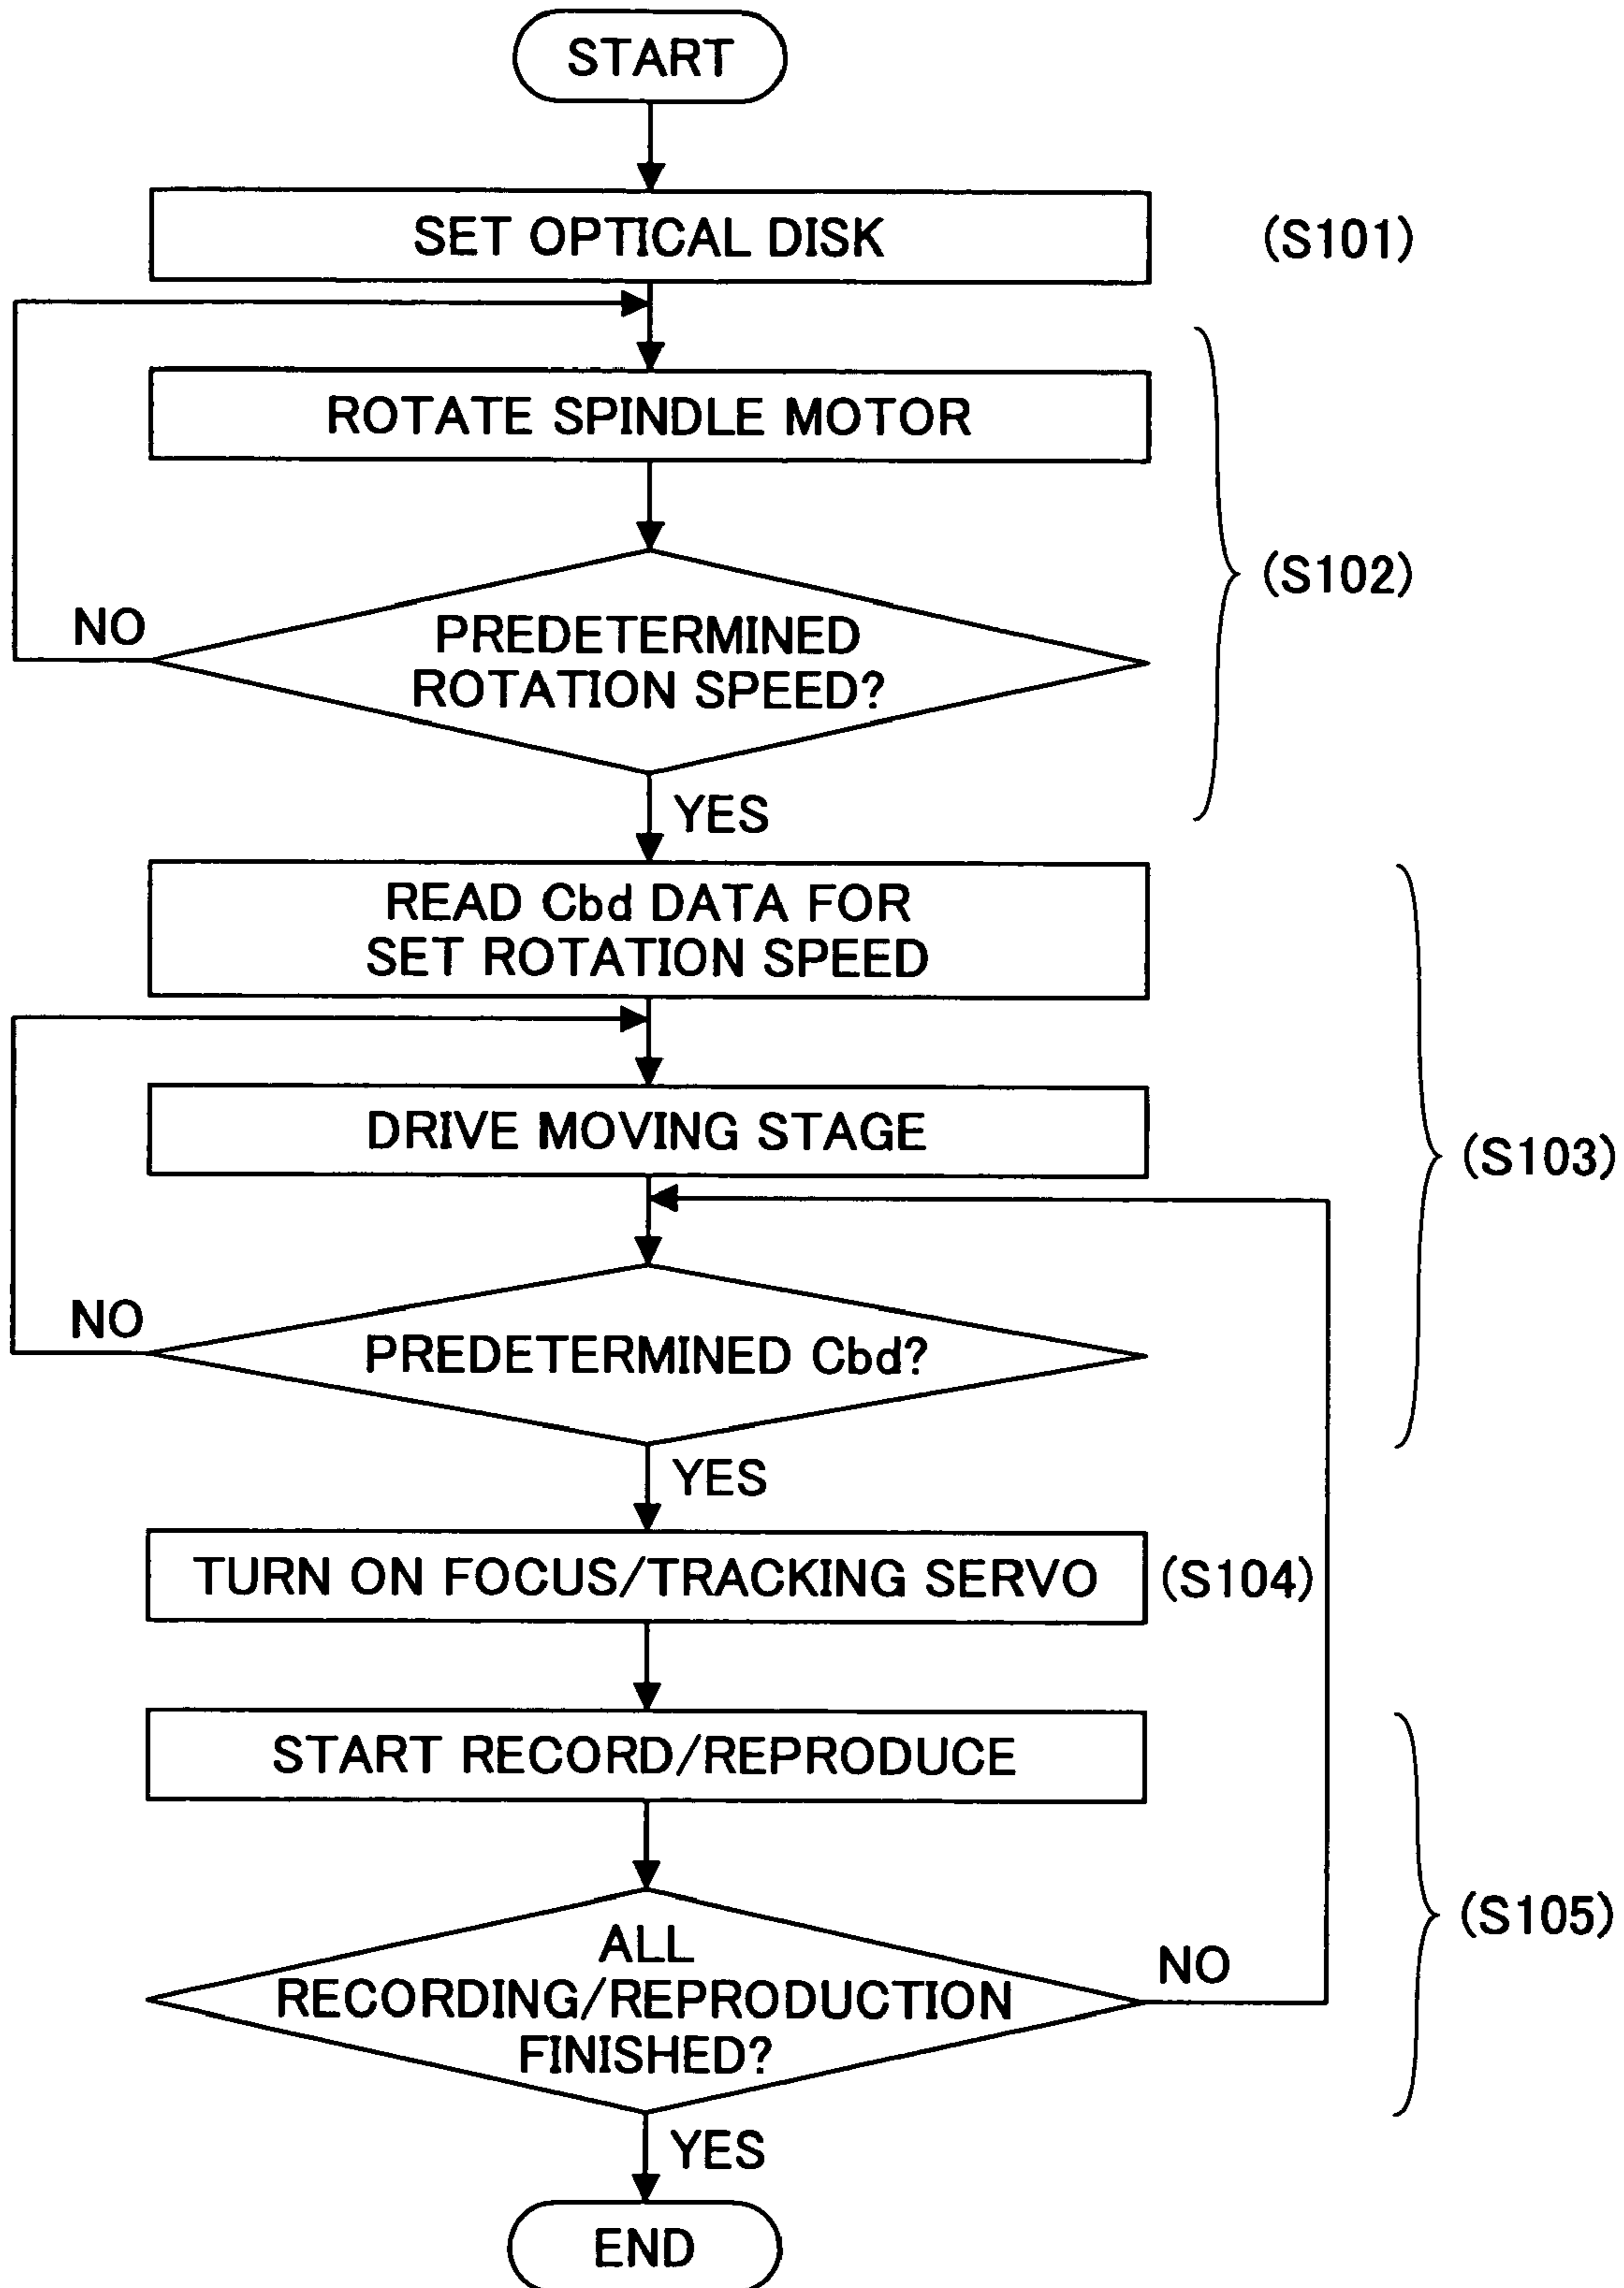 START
SET OPTICAL DISK
(S101)
ROTATE SPINDLE MOTOR
(S102)
NO
PREDETERMINED
ROTATION SPEED?
YES
READ Cbd DATA FOR
SET ROTATION SPEED
DRIVE MOVING STAGE
(S103)
NO
PREDETERMINED Cbd?
YES
TURN ON FOCUS/TRACKING SERVO
(S104)
START RECORD/REPRODUCE
(S105)
ALL
RECORDING/REPRODUCTION
FINISHED?
NO
YES
END